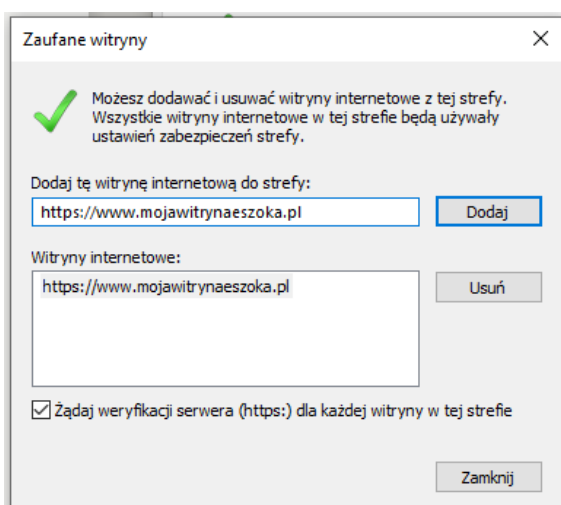 Zaufane witryny
Możesz dodawać i usuwać witryny internetowe z tej strefy.
Wszystkie witryny internetowe w tej strefie będą używały
ustawień zabezpieczeń strefy.
Dodaj tę witrynę internetową do strefy:
https://www.mojawitrynaeszoka.pl
Dodaj
Witryny internetowe:
https://www.mojawitrynaeszoka.pl
Usuń
Żądaj weryfikacji serwera (https:) dla każdej witryny w tej strefie
Zamknij